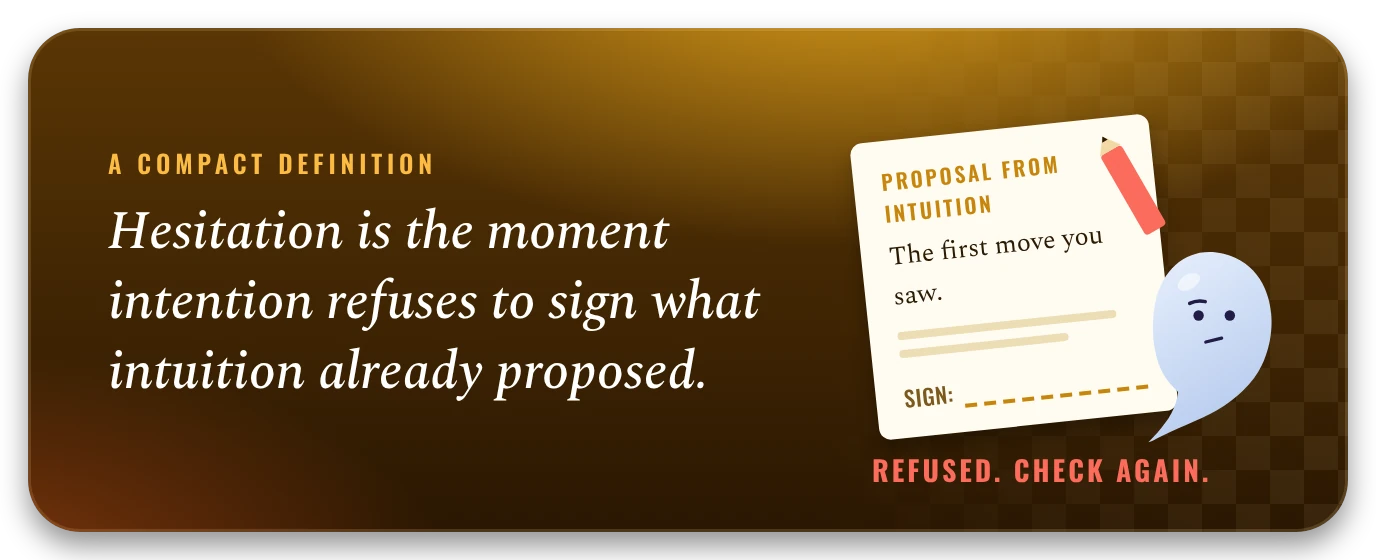 A COMPACT DEFINITION
Hesitation is the moment
intention refuses to sign what
intuition already proposed.
PROPOSAL FROM
INTUITION
The first move you
saw.
SIGN:
REFUSED. CHECK AGAIN.